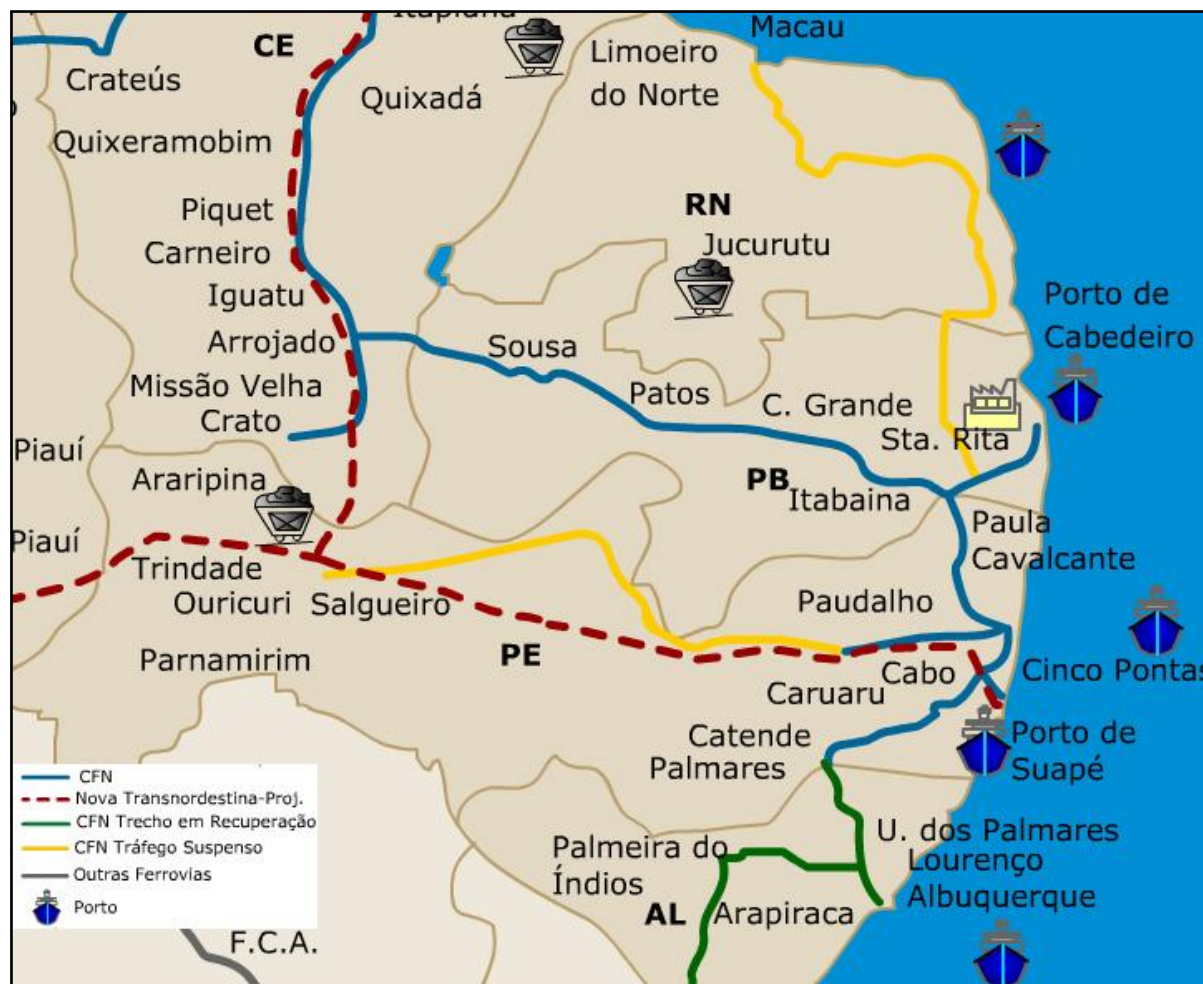 Itapiúna
CE
Macau
Limoeiro
do Norte
Crateús
Quixadá
Quixeramobim
Piquet
Carneiro
RN
Jucurutu
Iguatu
Arrojado
Porto de
Cabedeiro
Sousa
Missão Velha
Crato
Patos
C. Grande
Sta. Rita
Piauí
Araripina
PB
Itabaina
Paula
Cavalcante
Piauí
Trindade
Ouricuri
Salgueiro
Paudalho
Parnamirim
PE
Cabo
Caruaru
Cinco Pontas
Catende
Palmares
Porto de
Suapé
CFN
Nova Transnordestina-Proj.
CFN Trecho em Recuperação
CFN Tráfego Suspenso
Outras Ferrovias
Porto
U. dos Palmares
Lourenço
Albuquerque
Palmeira do
Índios
AL
Arapiraca
F.C.A.